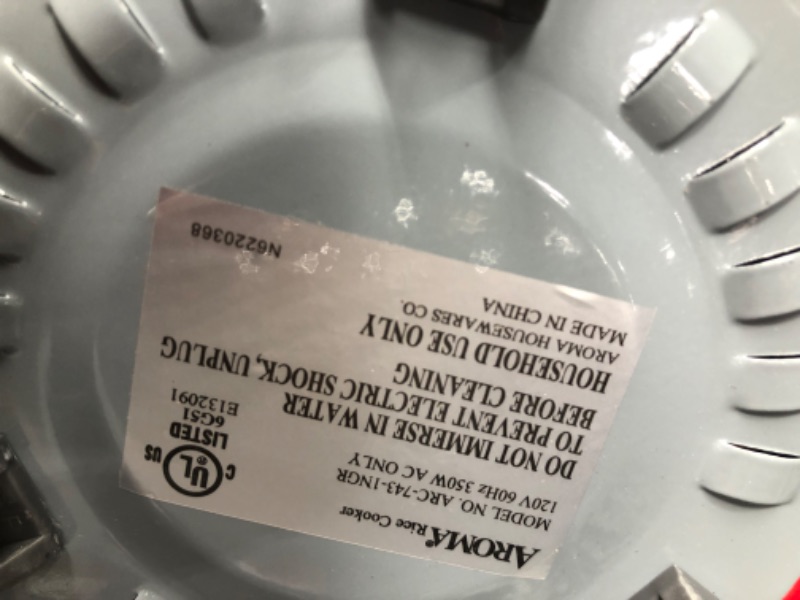 AROMA® Rice Cooker
MODEL NO. ARC-743-1NGR
120V 60Hz 350W AC ONLY
DO NOT IMMERSE IN WATER
TO PREVENT ELECTRIC SHOCK, UNPLUG
BEFORE CLEANING
HOUSEHOLD USE ONLY
AROMA HOUSEWARES CO.
MADE IN CHINA
C UL® US
LISTED
6G51
E132091
N6220368